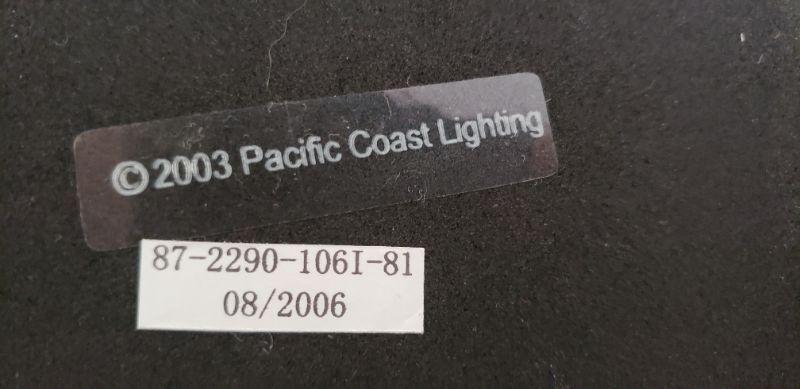 © 2003 Pacific Coast Lighting
87-2290-106I-81
08/2006